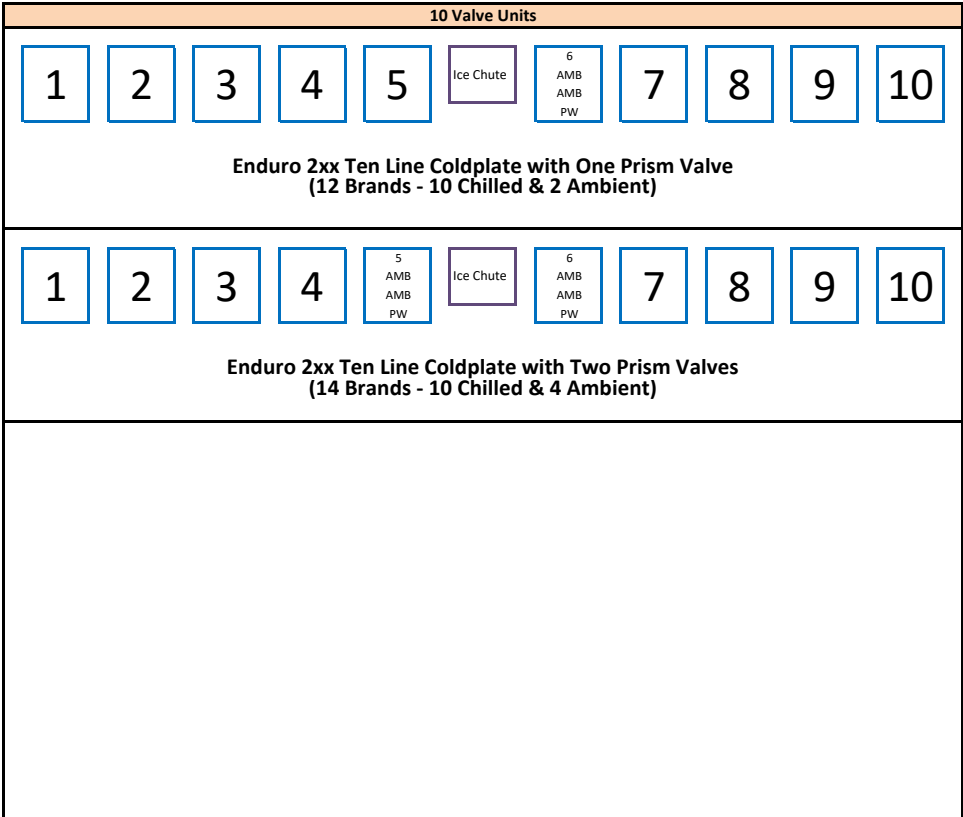 10 Valve Units
1 2 3 4 5 Ice Chute 6 7 8 9 10
AMB
AMB
PW
Enduro 2xx Ten Line Coldplate with One Prism Valve
(12 Brands - 10 Chilled & 2 Ambient)
1 2 3 4 5 Ice Chute 6 7 8 9 10
AMB AMB
AMB AMB
PW PW
Enduro 2xx Ten Line Coldplate with Two Prism Valves
(14 Brands - 10 Chilled & 4 Ambient)